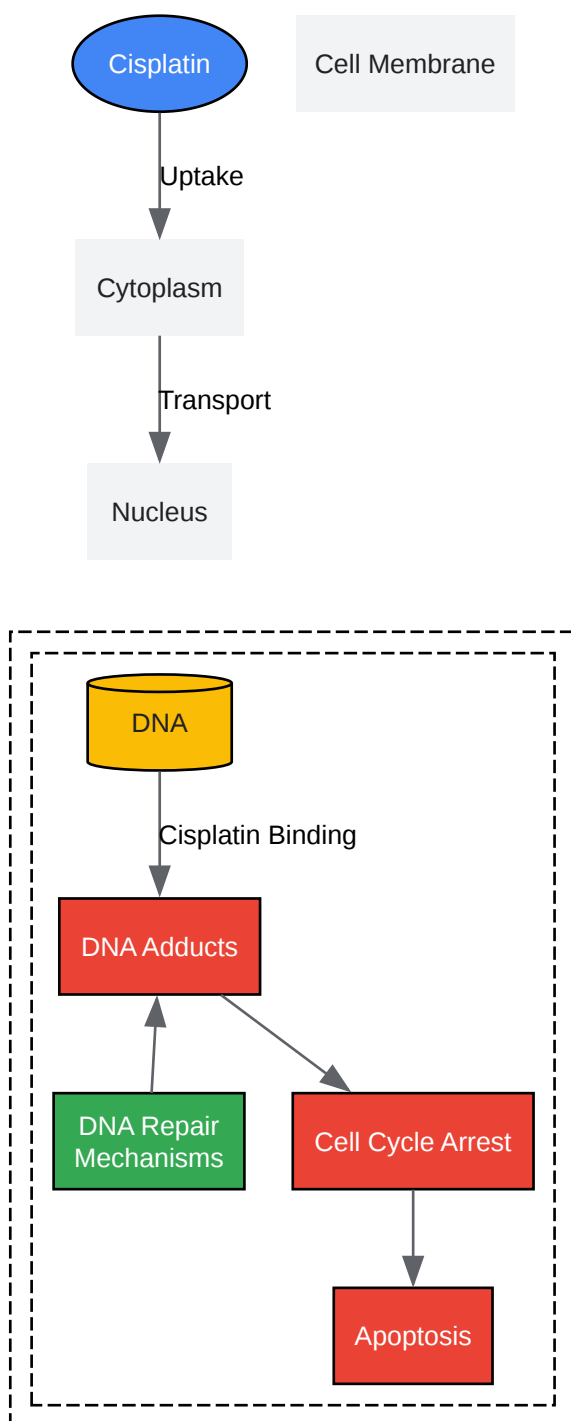 Cisplatin
Cell Membrane
Uptake
Cytoplasm
Transport
Nucleus
DNA
Cisplatin Binding
DNA Adducts
DNA Repair
Mechanisms
Cell Cycle Arrest
Apoptosis